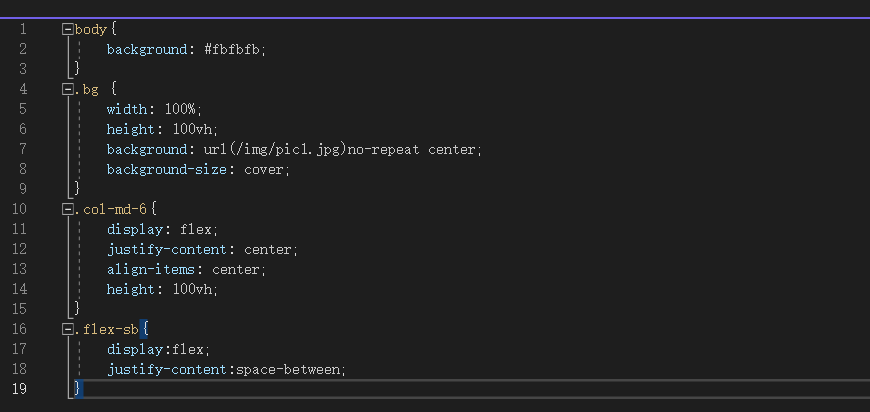 1 body{
2 background: #fbfbfb;
3 }
4 .bg {
5 width: 100%;
6 height: 100vh;
7 background: url(/img/pic1.jpg)no-repeat center;
8 background-size: cover;
9 }
10 .col-md-6{
11 display: flex;
12 justify-content: center;
13 align-items: center;
14 height: 100vh;
15 }
16 .flex-sb{
17 display:flex;
18 justify-content:space-between;
19 }